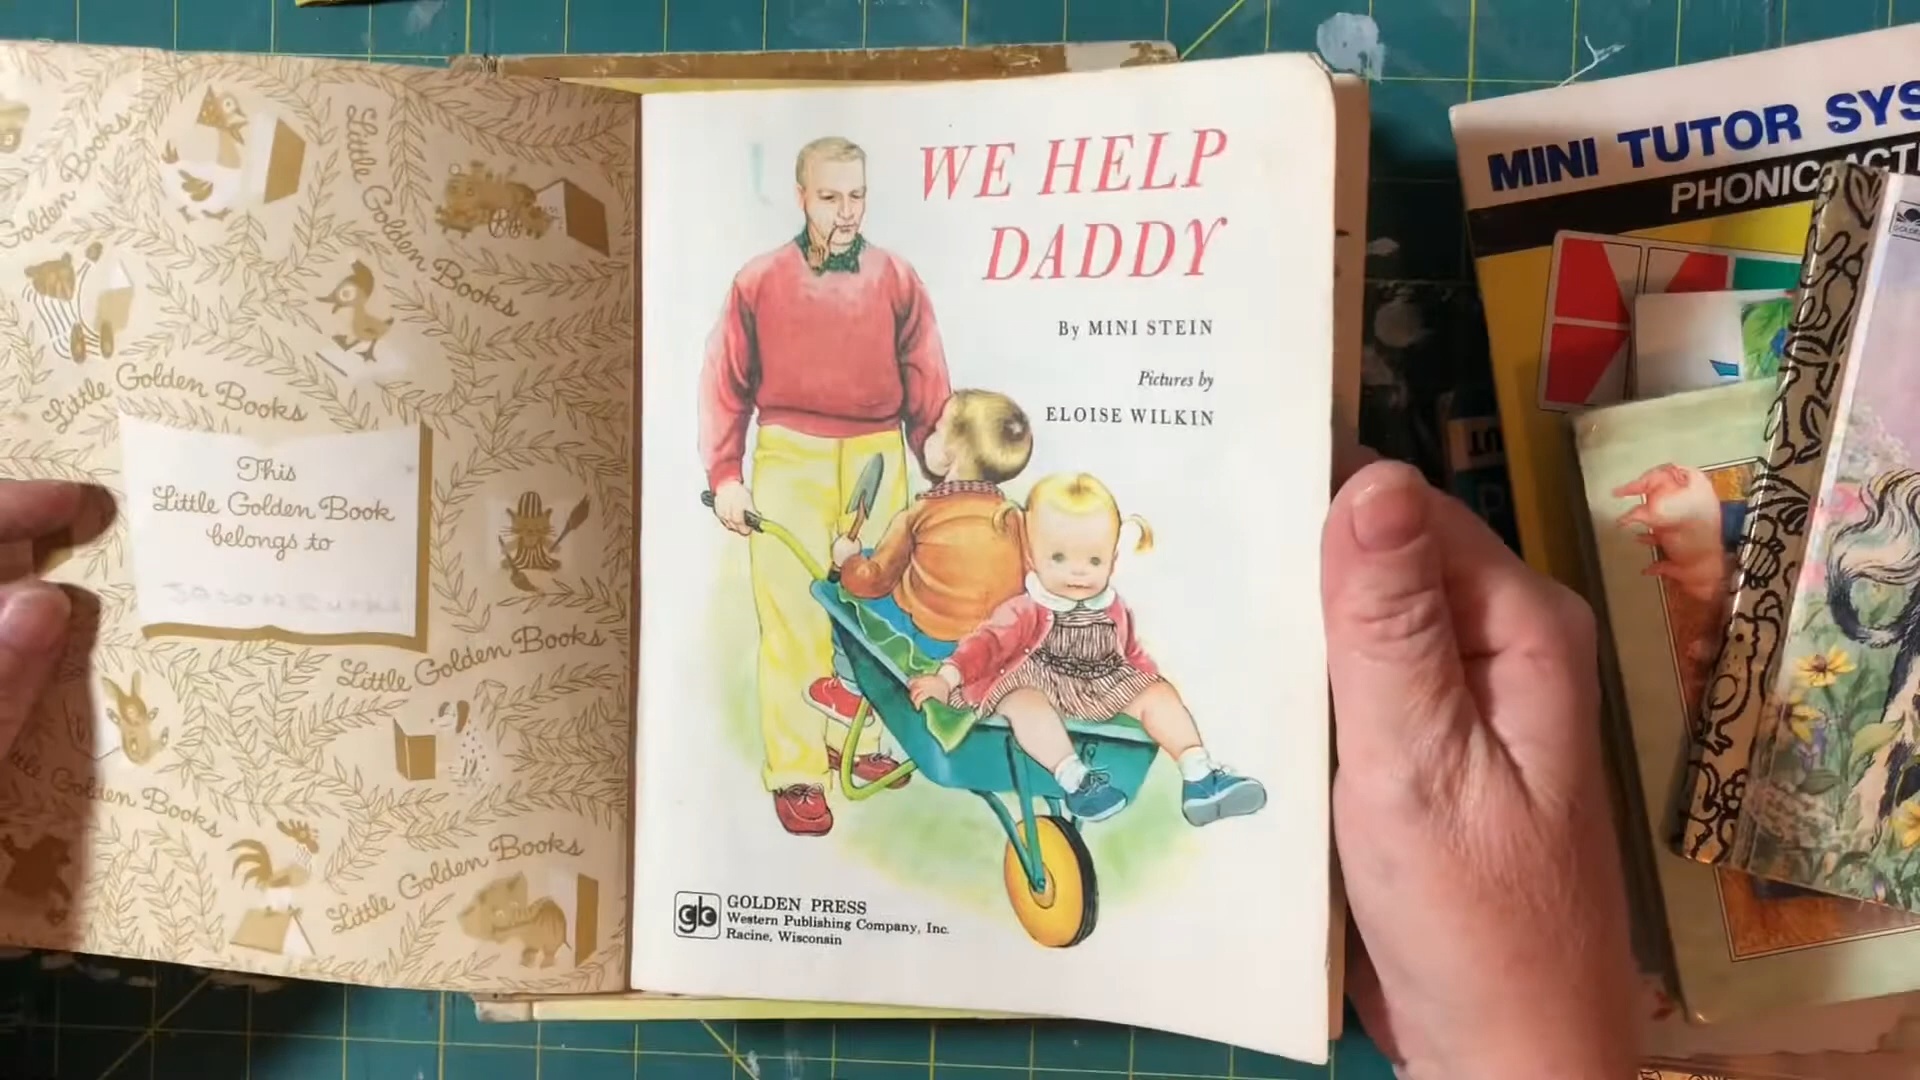 Little Golden Books
Golden Books
Little Golden Books
This
Little Golden Book
belongs to
Little Golden Books
Golden Books
Little Golden Books
WE HELP
DADDY
By MINI STEIN
Pictures by
ELOISE WILKIN
gb
GOLDEN PRESS
Western Publishing Company, Inc.
Racine, Wisconsin
MINI TUTOR SYS
PHONIC